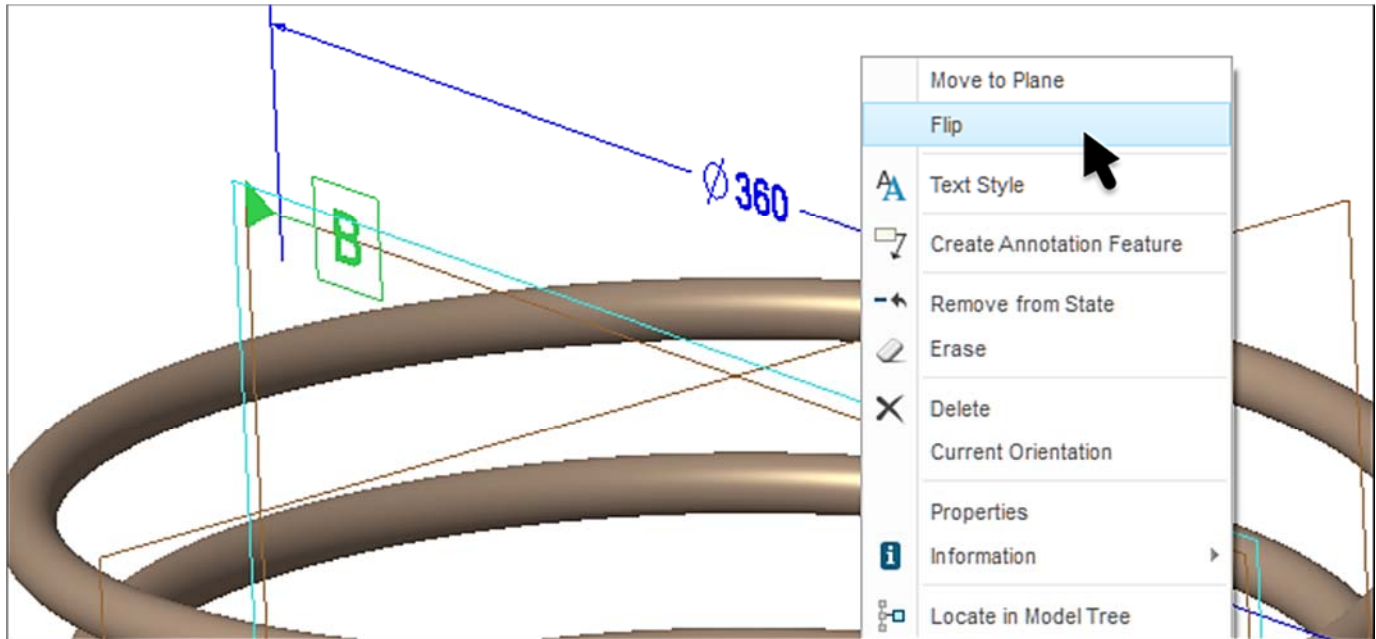 Move to Plane
Flip
Ø360
Text Style
B
Create Annotation Feature
Remove from State
Erase
Delete
Current Orientation
Properties
Information
Locate in Model Tree